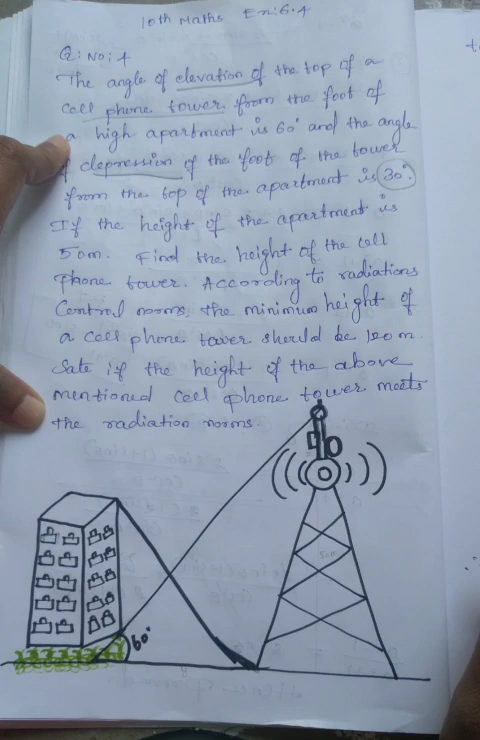 10th Maths Ex: 6.4
Q: No: 4
The angle of elevation of the top of a
cell phone tower from the foot of
a high apartment is 60° and the angle
of depression of the foot of the tower
from the top of the apartment is 30°.
If the height of the apartment is
50m. Find the height of the cell
phone tower. According to radiations
Control norms, the minimum height of
a cell phone tower should be 120 m.
Sate if the height of the above
mentioned cell phone tower meets
the radiation norms.
60°